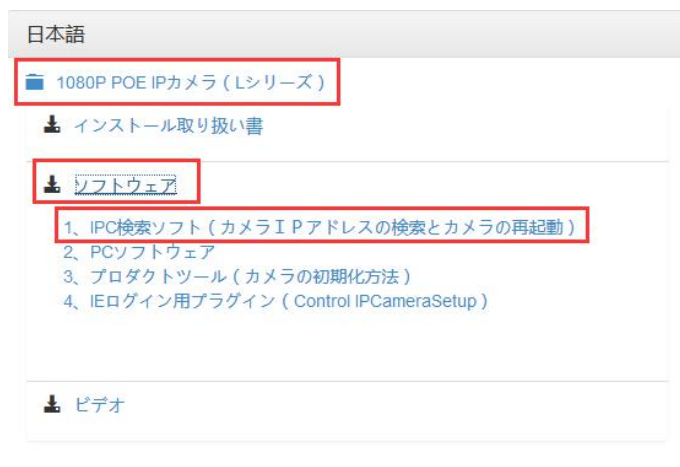 日本語
1080P POE IPカメラ（Lシリーズ）
インストール取り扱い書
ソフトウェア
1、IPC検索ソフト（カメラＩＰアドレスの検索とカメラの再起動）
2、PCソフトウェア
3、プロダクトツール（カメラの初期化方法）
4、IEログイン用プラグイン（Control IPCameraSetup）
ビデオ